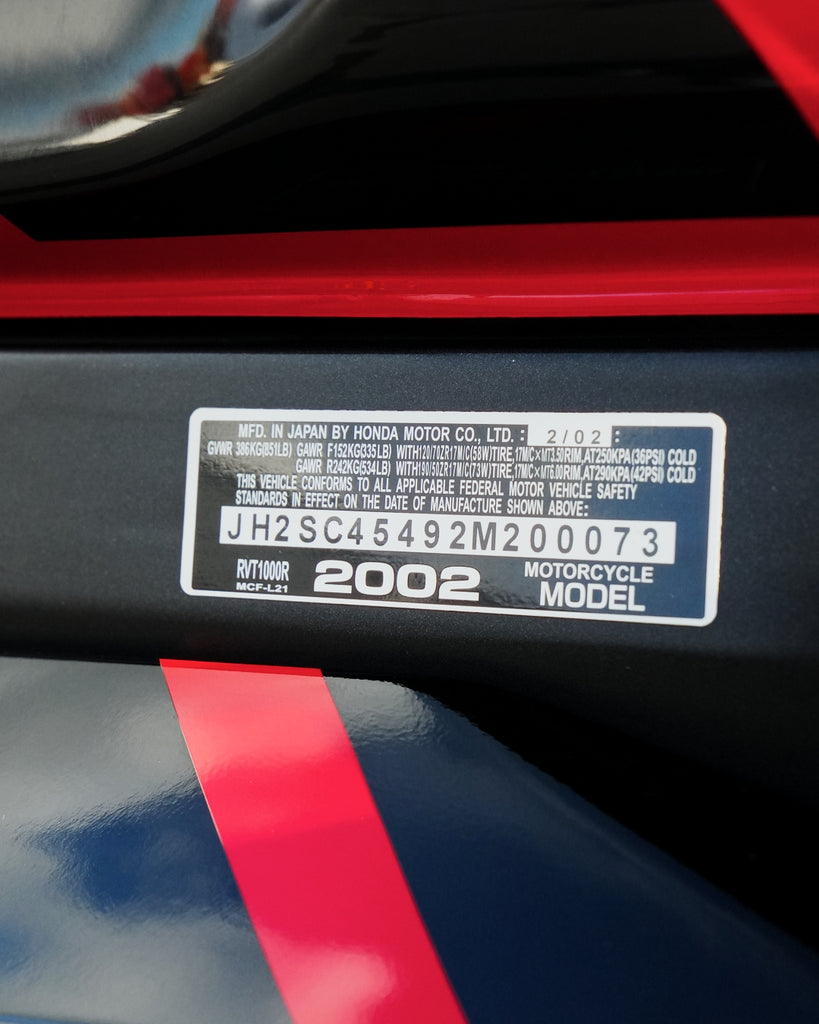 MFD. IN JAPAN BY HONDA MOTOR CO., LTD. : 2/02 :
GVWR 386KG(851LB) GAWR F152KG(335LB) WITH120/70ZR17M/C(58W)TIRE,17M/C×MT3.50RIM,AT250KPA(36PSI) COLD
GAWR R242KG(534LB) WITH190/50ZR17M/C(73W)TIRE,17M/C×MT6.00RIM,AT290KPA(42PSI) COLD
THIS VEHICLE CONFORMS TO ALL APPLICABLE FEDERAL MOTOR VEHICLE SAFETY
STANDARDS IN EFFECT ON THE DATE OF MANUFACTURE SHOWN ABOVE:
JH2SC45492M200073
RVT1000R 2002 MOTORCYCLE
MCF-L21 MODEL